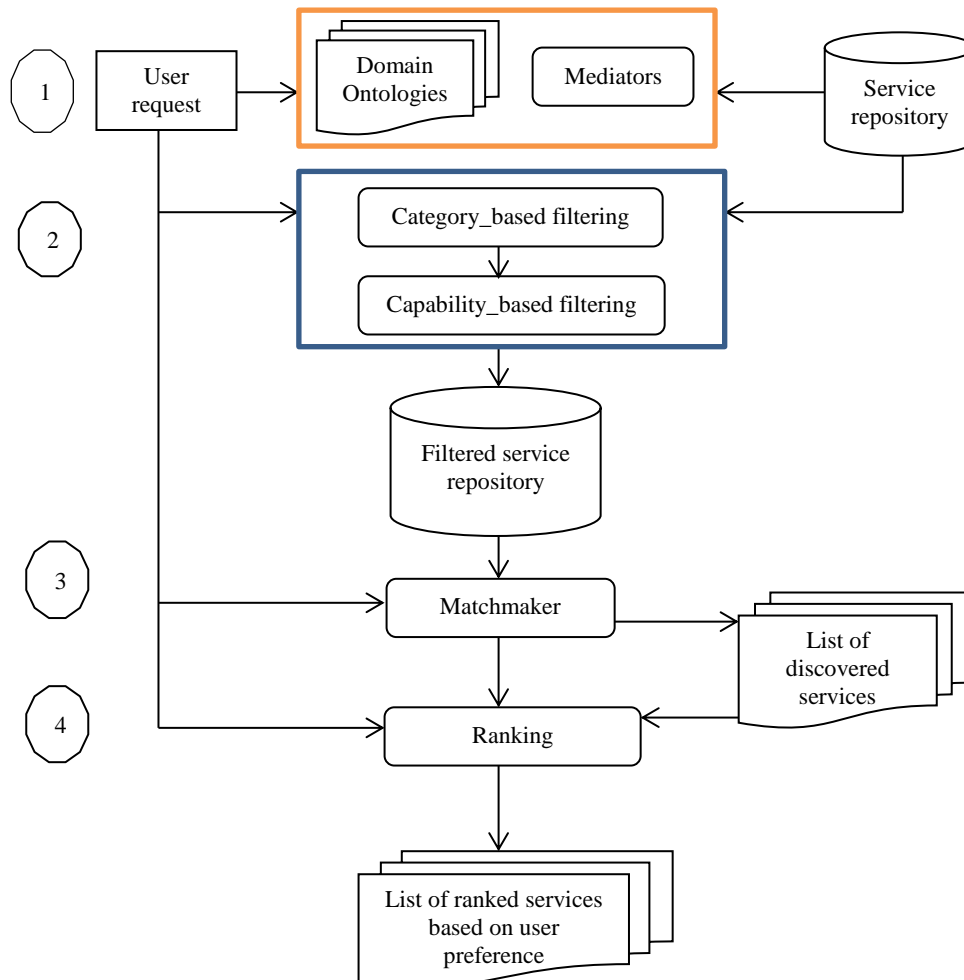 1
User
request
Domain
Ontologies
Mediators
Service
repository
2
Category_based filtering
Capability_based filtering
Filtered service
repository
3
Matchmaker
List of
discovered
services
4
Ranking
List of ranked services
based on user
preference